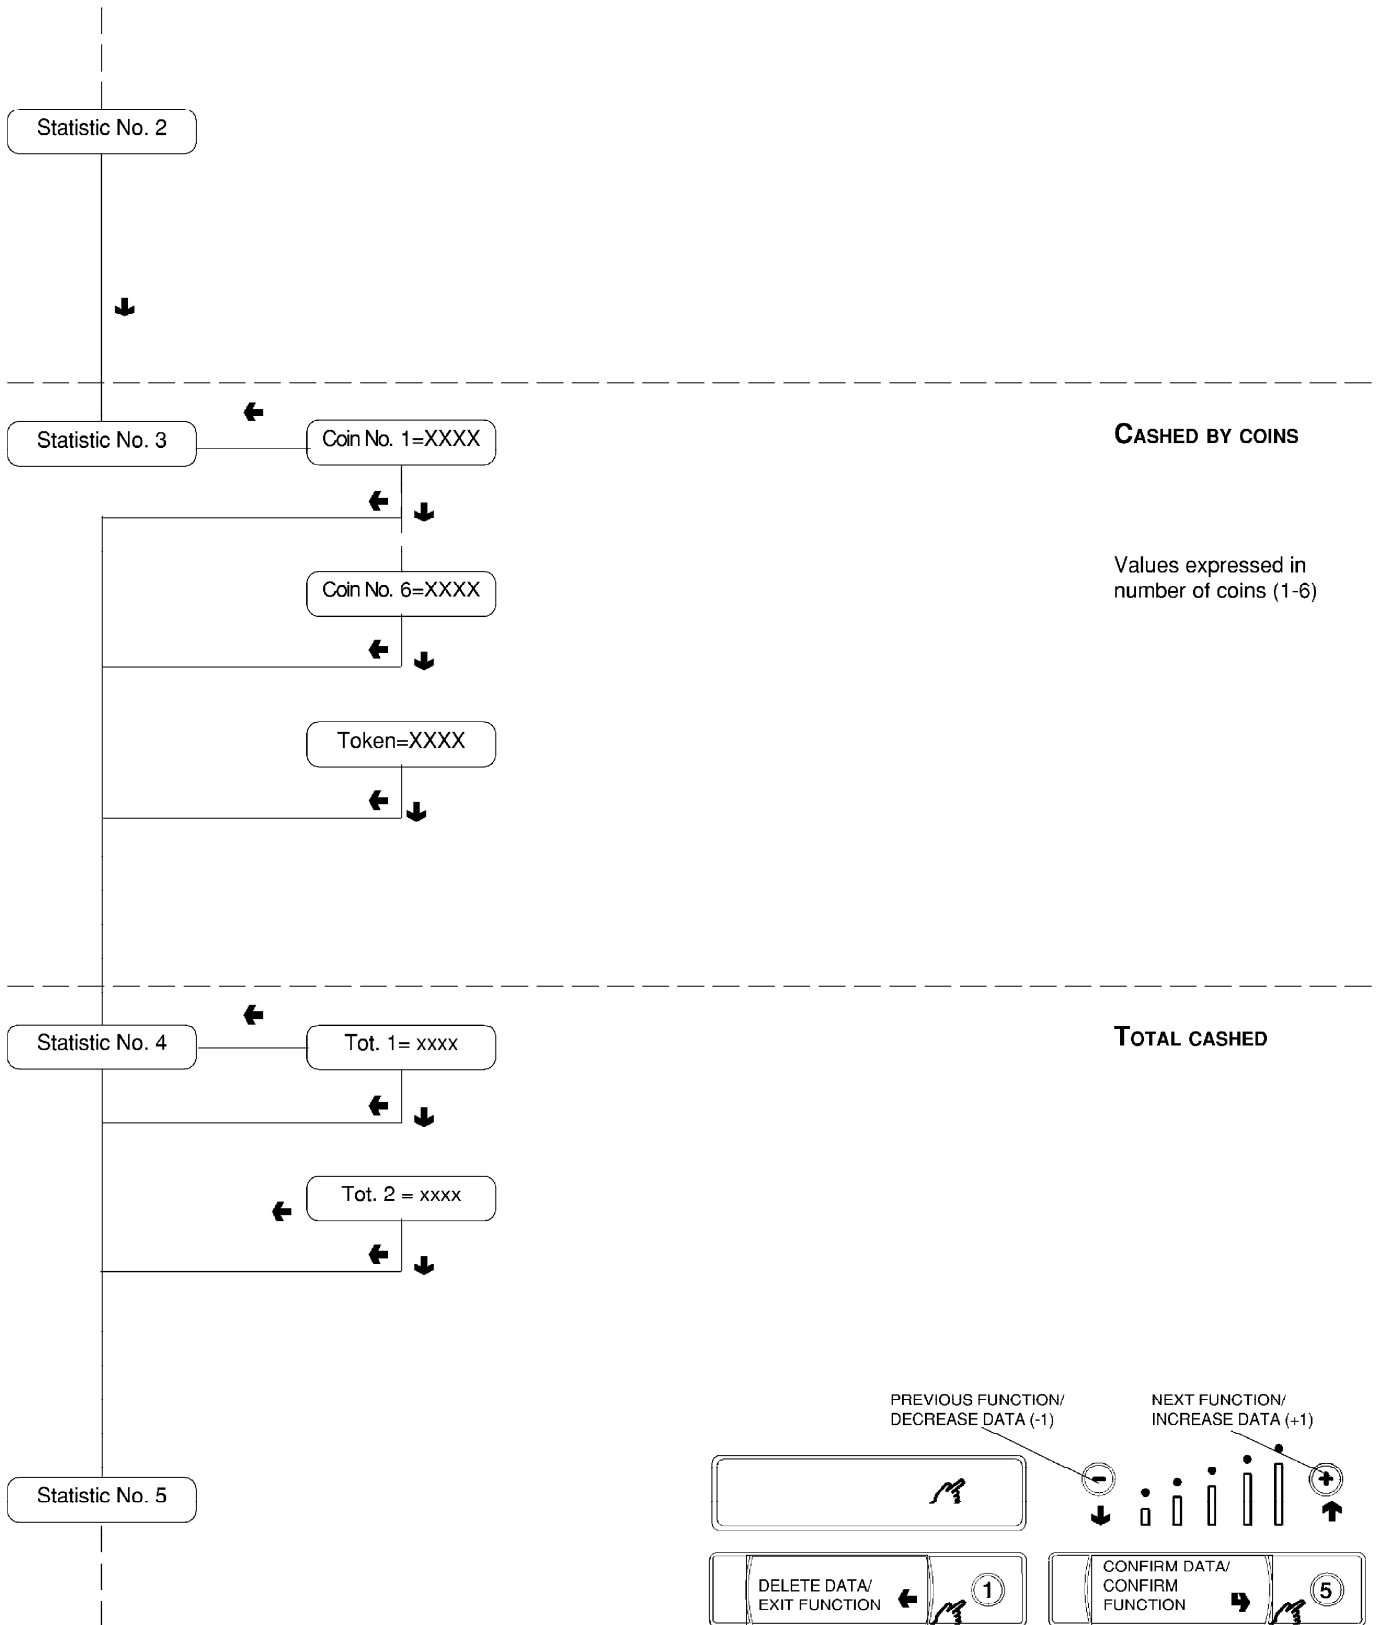 Statistic No. 2
Statistic No. 3
Coin No. 1=XXXX
CASHED BY COINS
Coin No. 6=XXXX
Values expressed in
number of coins (1-6)
Token=XXXX
Statistic No. 4
Tot. 1= xxxx
TOTAL CASHED
Tot. 2 = xxxx
Statistic No. 5
PREVIOUS FUNCTION/
DECREASE DATA (-1)
NEXT FUNCTION/
INCREASE DATA (+1)
-
+
DELETE DATA/
EXIT FUNCTION
1
CONFIRM DATA/
CONFIRM
FUNCTION
5